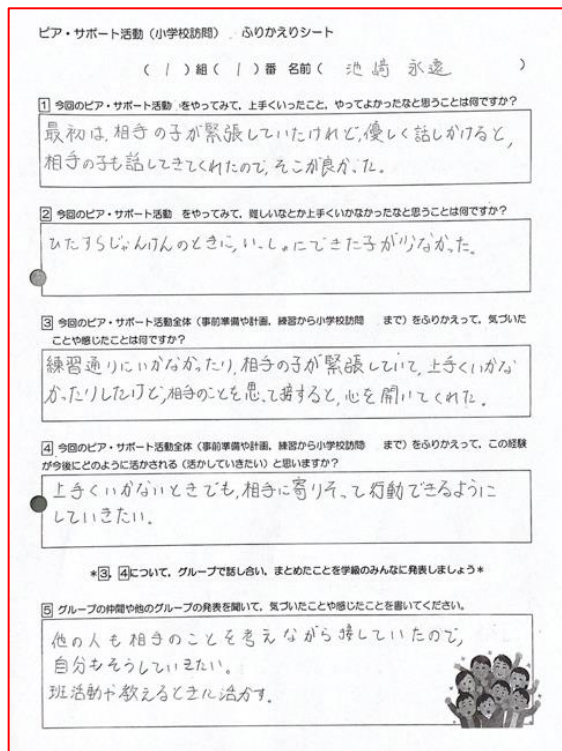 ピア・サポート活動(小学校訪問) ふりかえりシート
( 1 )組( 1 )番 名前( 池崎 永遠 )
1 今回のピア・サポート活動 をやってみて、上手くいったこと、やってよかったなと思うことは何ですか?
最初は、相手の子が緊張していたけれど、優しく話しかけると、
相手の子も話してきてくれたので、そこが良かった。
2 今回のピア・サポート活動 をやってみて、難しいなとか上手くいかなかったなと思うことは何ですか?
ひたすらじゃんけんのときに、いっしょにできた子が少なかった。
3 今回のピア・サポート活動全体(事前準備や計画、練習から小学校訪問 まで)をふりかえって、気づいた
ことや感じたことは何ですか?
練習通りにいかなかったり、相手の子が緊張していて、上手くいかな
かったりしたけど、相手のことを思って接すると、心を開いてくれた。
4 今回のピア・サポート活動全体(事前準備や計画、練習から小学校訪問 まで)をふりかえって、この経験
が今後にどのように活かされる(活かしていきたい)と思いますか?
上手くいかないときでも、相手に寄りそって行動できるように
していきたい。
*3、4について、グループで話し合い、まとめたことを学級のみんなに発表しましょう*
5 グループの仲間や他のグループの発表を聞いて、気づいたことや感じたことを書いてください。
他の人も相手のことを考えながら接していたので、
自分もそうしていきたい。
班活動や教えるときに活かす。